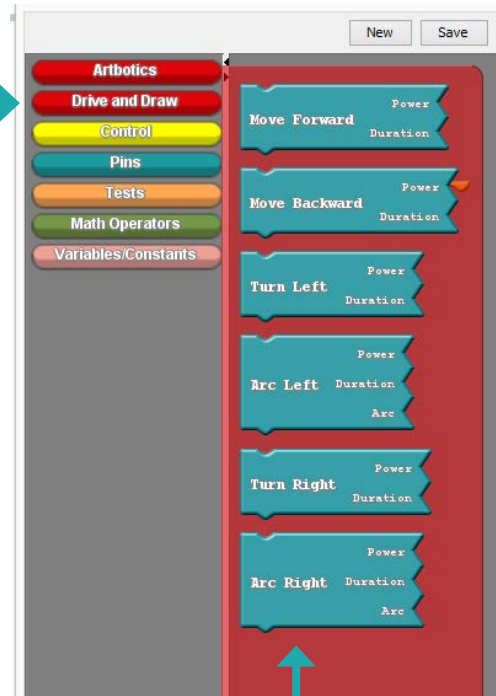 New Save
Artbotics
Drive and Draw
Control
Pins
Tests
Math Operators
Variables/Constants
Move Forward
Power
Duration
Move Backward
Power
Duration
Turn Left
Power
Duration
Arc Left
Power
Duration
Arc
Turn Right
Power
Duration
Arc Right
Power
Duration
Arc